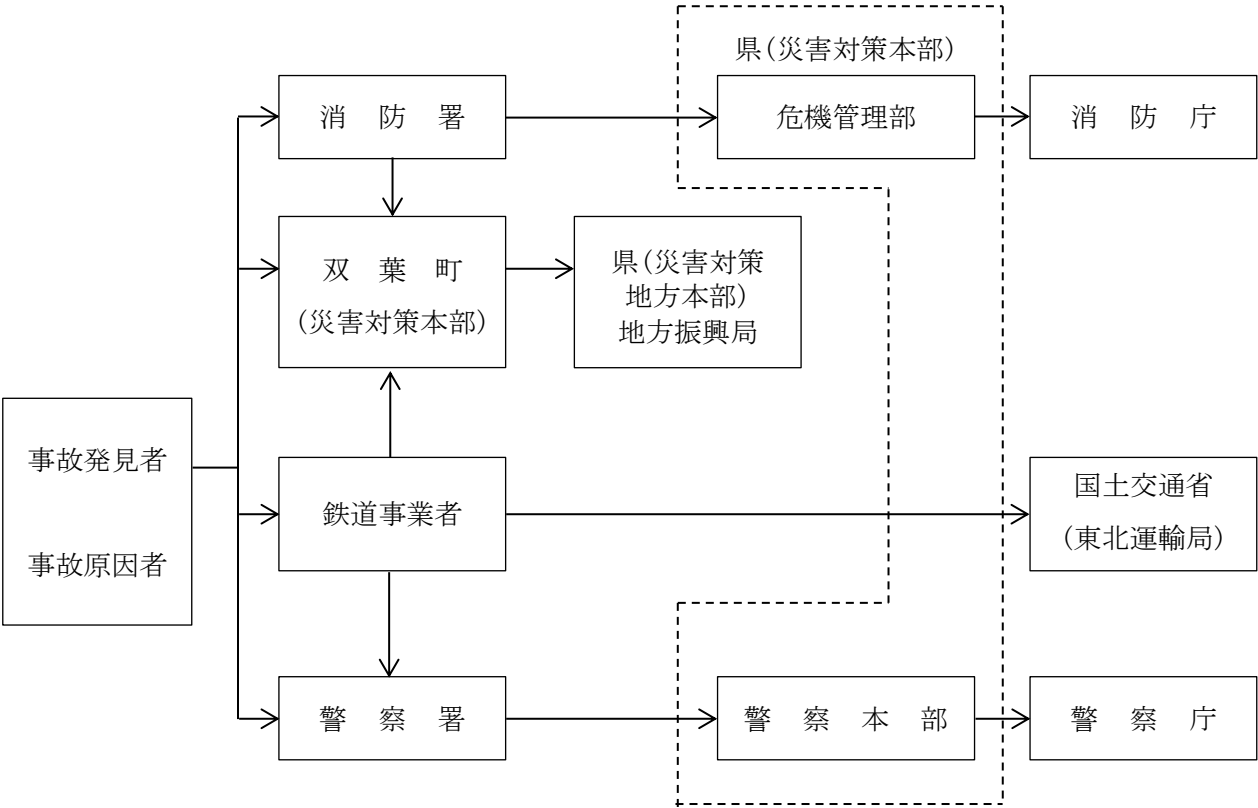 県(災害対策本部)
消 防 署
危機管理部
消 防 庁
双 葉 町
(災害対策本部)
県(災害対策
地方本部)
地方振興局
事故発見者
事故原因者
鉄道事業者
国土交通省
(東北運輸局)
警 察 署
警 察 本 部
警 察 庁